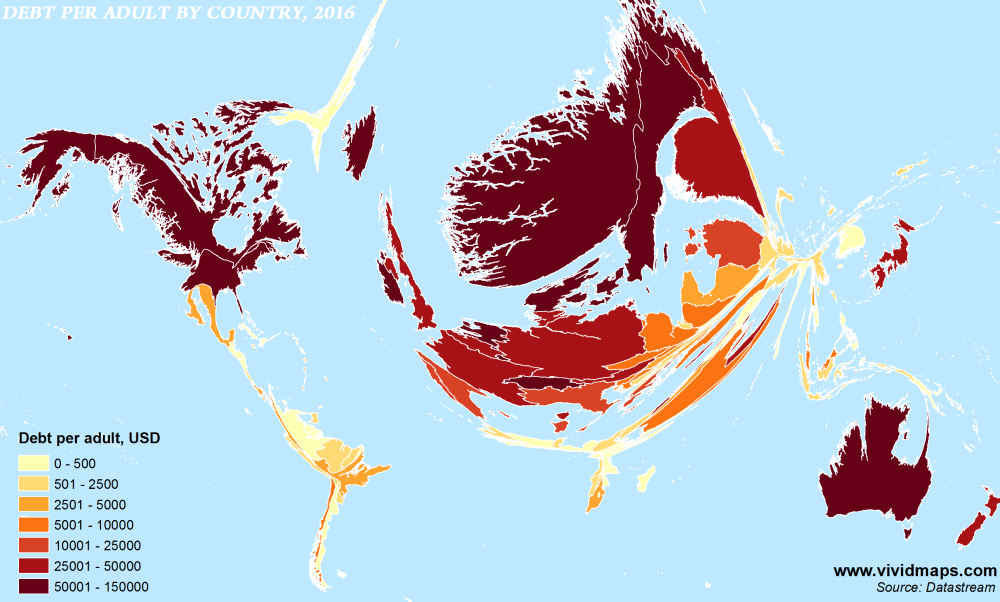 DEBT PER ADULT BY COUNTRY, 2016
Debt per adult, USD
0 - 500
501 - 2500
2501 - 5000
5001 - 10000
10001 - 25000
25001 - 50000
50001 - 150000
www.vividmaps.com
Source: Datastream